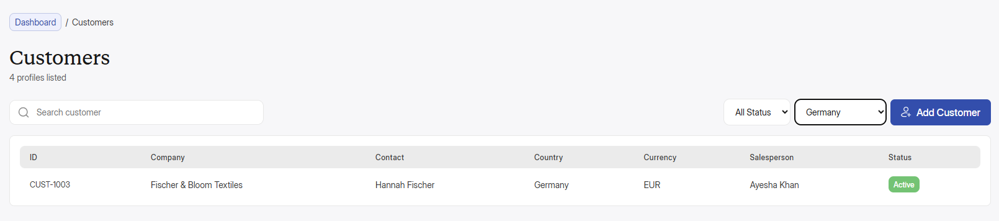 Dashboard / Customers
Customers
4 profiles listed
Search customer
All Status
Germany
Add Customer
ID Company Contact Country Currency Salesperson Status
CUST-1003 Fischer & Bloom Textiles Hannah Fischer Germany EUR Ayesha Khan Active